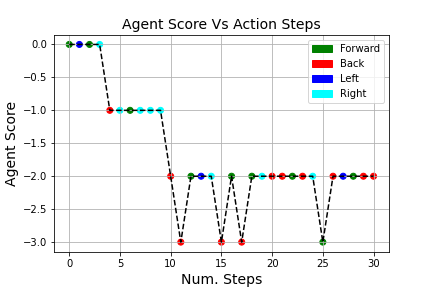 Agent Score Vs Action Steps
Agent Score
0.0
−0.5
−1.0
−1.5
−2.0
−2.5
−3.0
Forward
Back
Left
Right
0 5 10 15 20 25 30
Num. Steps